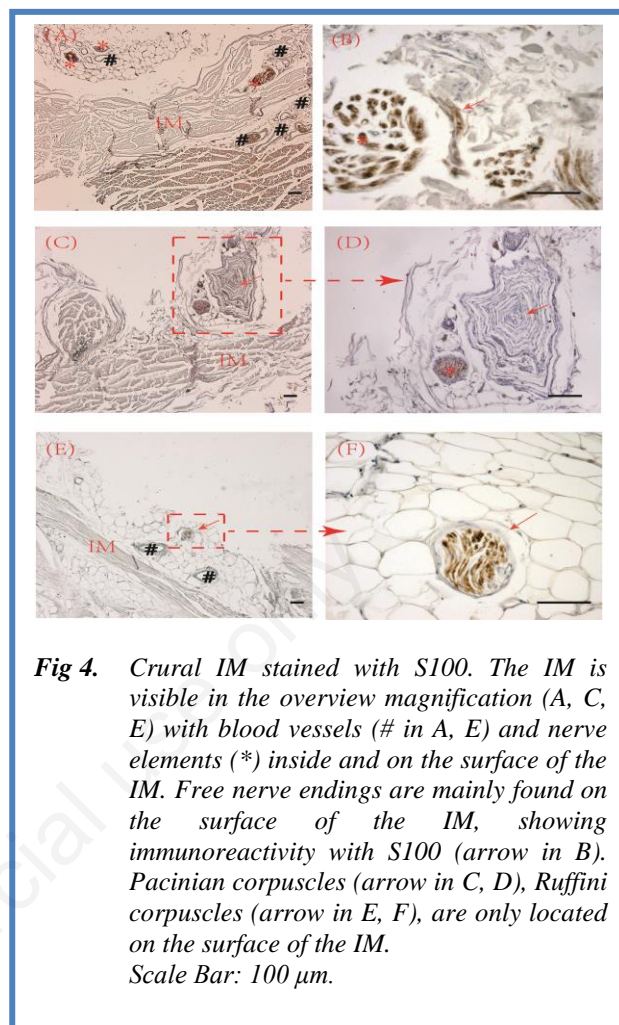 (A) * * # * # # # # IM
(B) *
(C) IM
(D) *
(E) IM # #
(F)
Fig 4. Crural IM stained with S100. The IM is
visible in the overview magnification (A, C,
E) with blood vessels (# in A, E) and nerve
elements (*) inside and on the surface of the
IM. Free nerve endings are mainly found on
the surface of the IM, showing
immunoreactivity with S100 (arrow in B).
Pacinian corpuscles (arrow in C, D), Ruffini
corpuscles (arrow in E, F), are only located
on the surface of the IM.
Scale Bar: 100 μm.
cial use only